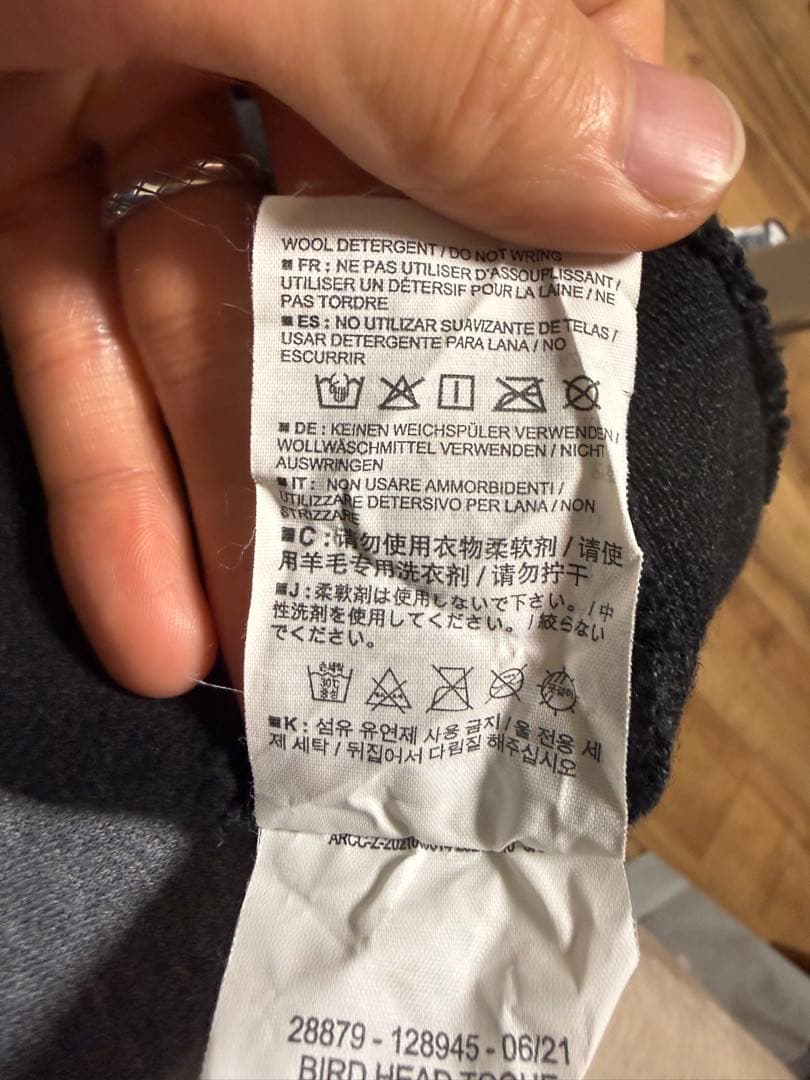 WOOL DETERGENT / DO NOT WRING
FR : NE PAS UTILISER D'ASSOUPLISSANT /
UTILISER UN DÉTERSIF POUR LA LAINE / NE
PAS TORDRE
ES : NO UTILIZAR SUAVIZANTE DE TELAS /
USAR DETERGENTE PARA LANA / NO
ESCURRIR
DE : KEINEN WEICHSPÜLER VERWENDEN /
WOLLWÄSCHMITTEL VERWENDEN / NICHT
AUSWRINGEN
IT : NON USARE AMMORBIDENTI /
UTILIZZARE DETERSIVO PER LANA / NON
STRIZZARE
C : 请勿使用衣物柔软剂 / 请使
用羊毛专用洗衣剂 / 请勿拧干
J : 柔軟剤は使用しないで下さい。 / 中
性洗剤を使用してください。 / 絞らない
でください。
손세탁
30℃
중성
K : 섬유 유연제 사용 금지 / 울 전용 세
제 세탁 / 뒤집어서 다림질 해주십시오
28879 - 128945 - 06/21
BIRD HEAD TOQUE